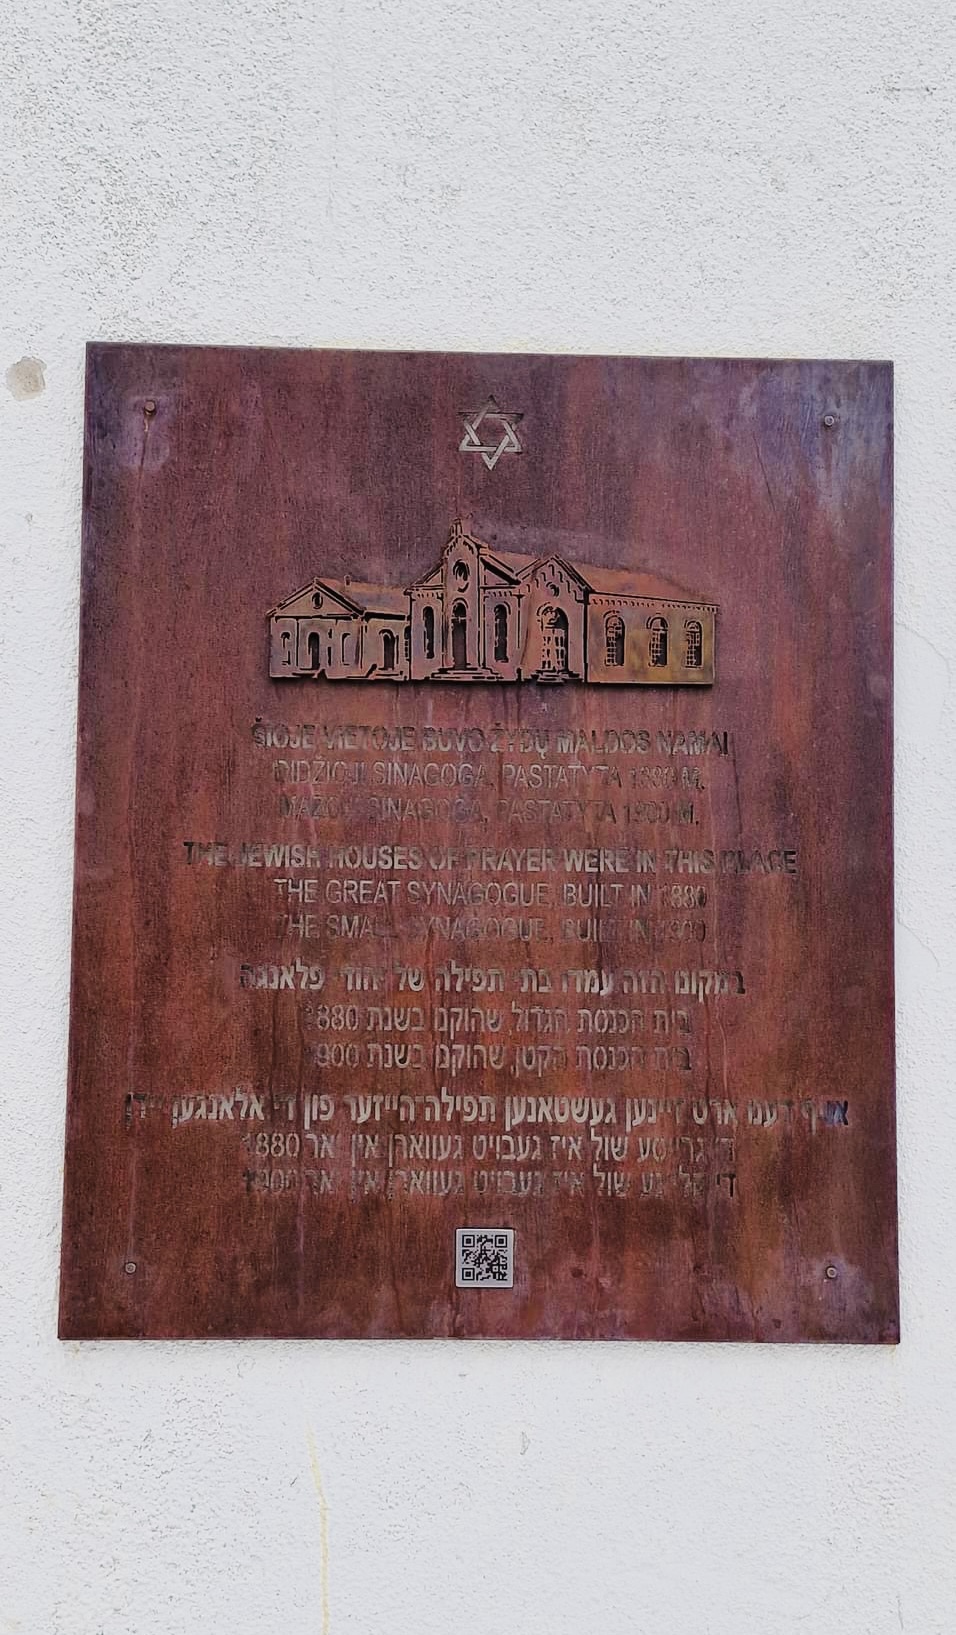 ŠIOJE VIETOJE BUVO ŽYDŲ MALDOS NAMAI
DIDŽIOJI SINAGOGA, PASTATYTA 1880 M.
MAŽOJI SINAGOGA, PASTATYTA 1900 M.
THE JEWISH HOUSES OF PRAYER WERE IN THIS PLACE
THE GREAT SYNAGOGUE, BUILT IN 1880
THE SMALL SYNAGOGUE, BUILT IN 1900
במקום הזה עמדו בתי תפילה של יהודי פלאנגה
בית הכנסת הגדול, שהוקם בשנת 1880
בית הכנסת הקטן, שהוקם בשנת 1900
אויף דעם ארט זיינען געשטאנען תפילה־הייזער פון די אלאנגער יידן
די גרויסע שול איז געבויט געווארן אין יאר 1880
די קליינע שול איז געבויט געווארן אין יאר 1900